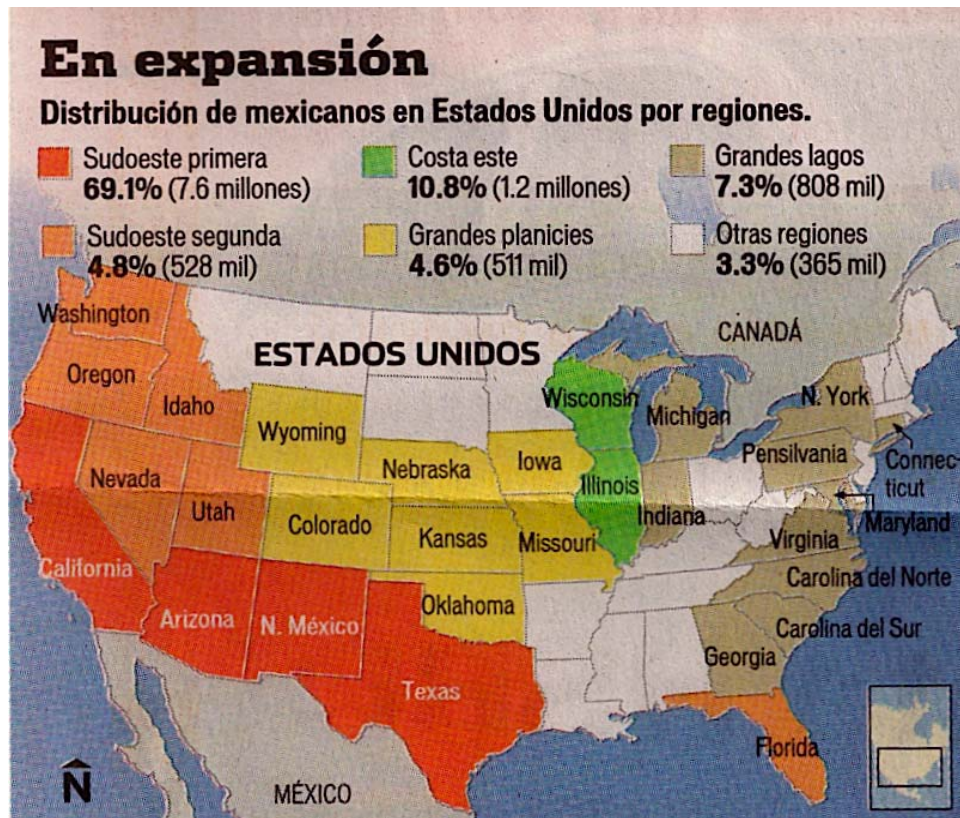 En expansión
Distribución de mexicanos en Estados Unidos por regiones.
Sudoeste primera
69.1% (7.6 millones)
Costa este
10.8% (1.2 millones)
Grandes lagos
7.3% (808 mil)
Sudoeste segunda
4.8% (528 mil)
Grandes planicies
4.6% (511 mil)
Otras regiones
3.3% (365 mil)
CANADÁ
ESTADOS UNIDOS
Washington
Oregon
Idaho
Wyoming
Wisconsin
Michigan
N. York
Nebraska
Iowa
Pensilvania
Connec-
ticut
Nevada
Utah
Colorado
Kansas
Missouri
Illinois
Indiana
Maryland
Virginia
California
Arizona
N. México
Oklahoma
Carolina del Norte
Carolina del Sur
Georgia
Texas
Florida
N
MÉXICO